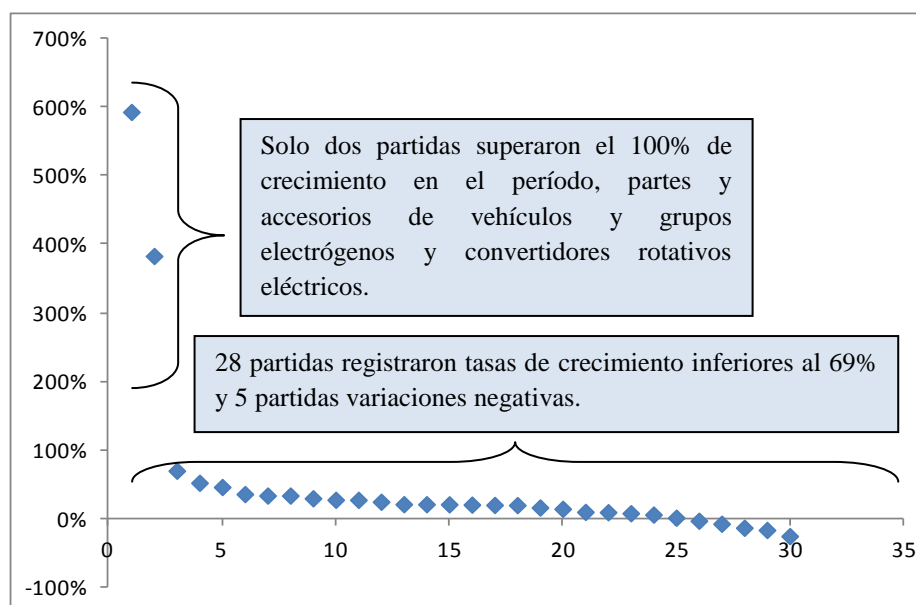 700%
600%
500%
400%
300%
200%
100%
0%
-100%
0 5 10 15 20 25 30 35
Solo dos partidas superaron el 100% de
crecimiento en el período, partes y
accesorios de vehículos y grupos
electrógenos y convertidores rotativos
eléctricos.
28 partidas registraron tasas de crecimiento inferiores al 69%
y 5 partidas variaciones negativas.